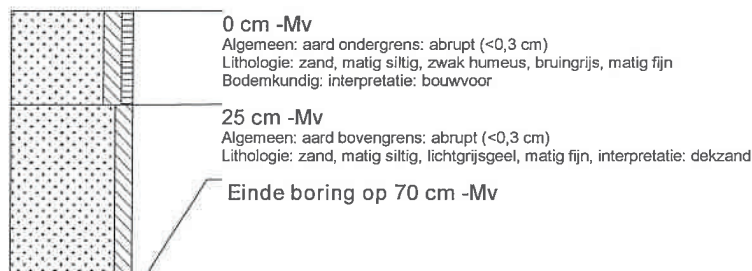 0 cm -Mv
Algemeen: aard ondergrens: abrupt (<0,3 cm)
Lithologie: zand, matig siltig, zwak humeus, bruingrijs, matig fijn
Bodemkundig: interpretatie: bouwvoor
25 cm -Mv
Algemeen: aard bovengrens: abrupt (<0,3 cm)
Lithologie: zand, matig siltig, lichtgrijsgeel, matig fijn, interpretatie: dekzand
Einde boring op 70 cm -Mv